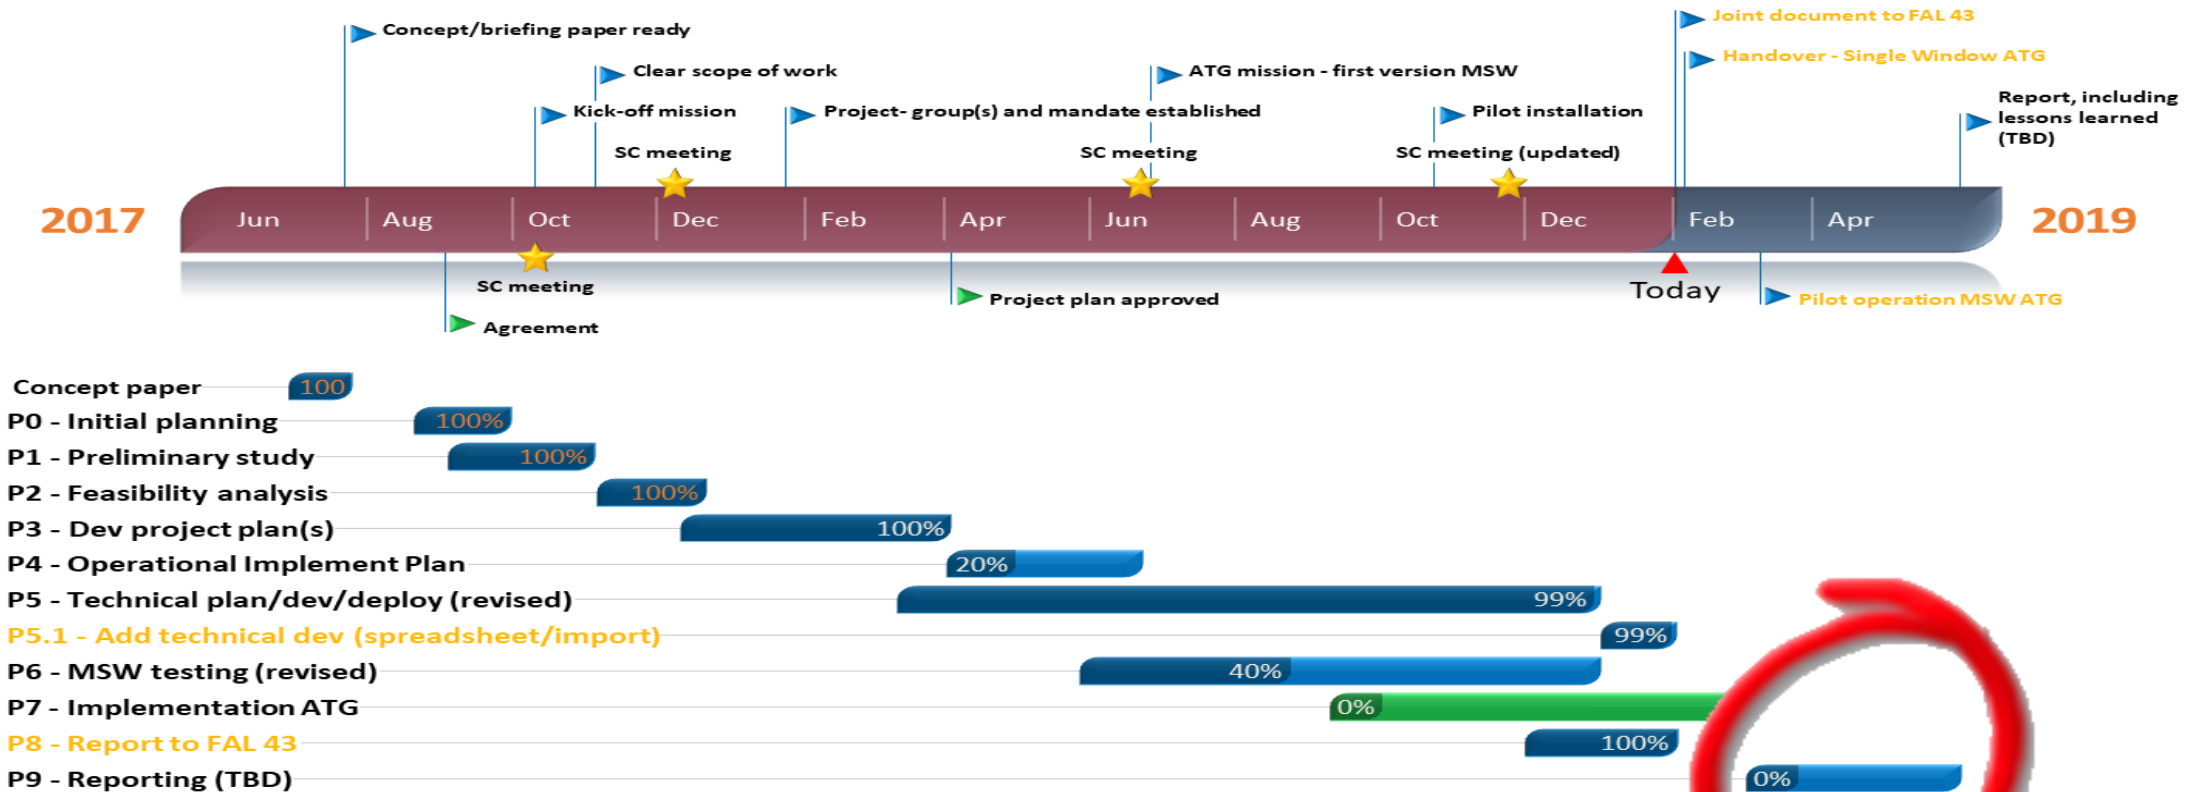 Joint document to FAL 43
Concept/briefing paper ready
Handover - Single Window ATG
Clear scope of work
ATG mission - first version MSW
Report, including
lessons learned
(TBD)
Kick-off mission
Project- group(s) and mandate established
Pilot installation
SC meeting
SC meeting
SC meeting (updated)
2017
Jun
Aug
Oct
Dec
Feb
Apr
Jun
Aug
Oct
Dec
Feb
Apr
2019
SC meeting
Today
Project plan approved
Pilot operation MSW ATG
Agreement
Concept paper
100
P0 - Initial planning
100%
P1 - Preliminary study
100%
P2 - Feasibility analysis
100%
P3 - Dev project plan(s)
100%
P4 - Operational Implement Plan
20%
P5 - Technical plan/dev/deploy (revised)
99%
P5.1 - Add technical dev (spreadsheet/import)
99%
P6 - MSW testing (revised)
40%
P7 - Implementation ATG
0%
P8 - Report to FAL 43
100%
P9 - Reporting (TBD)
0%